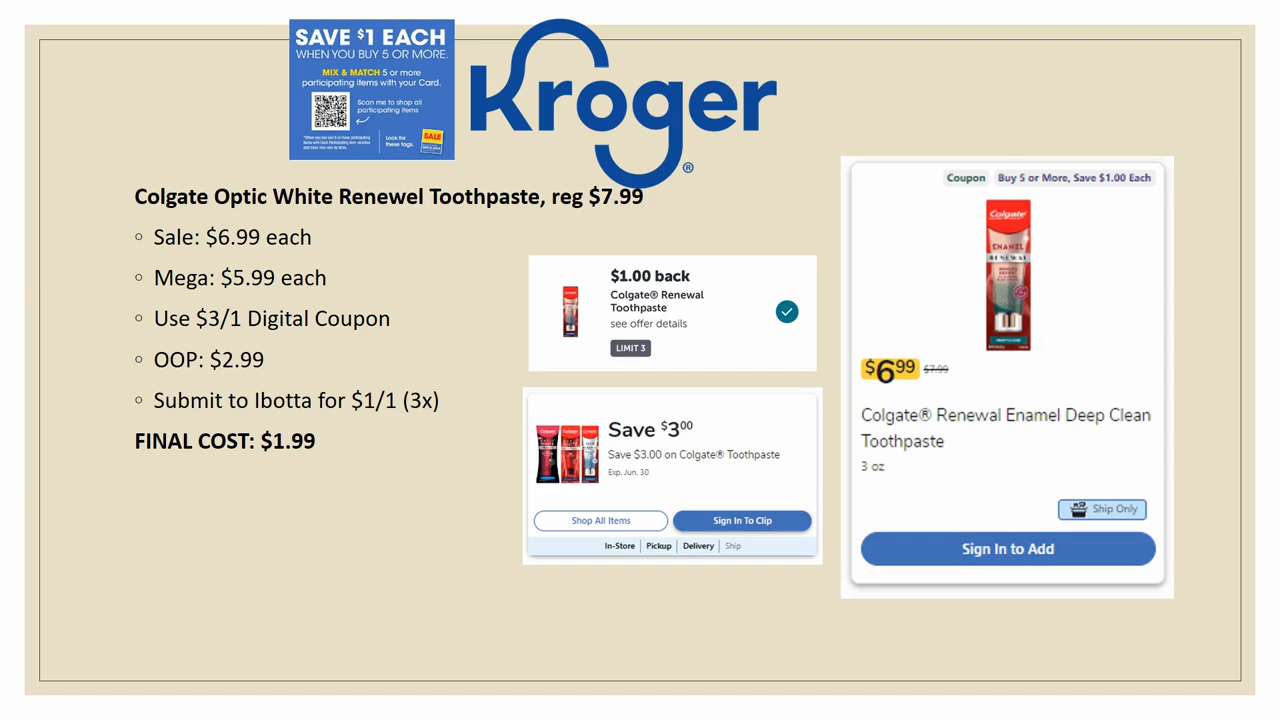 SAVE $1 EACH
WHEN YOU BUY 5 OR MORE.
MIX & MATCH 5 or more
participating items with your Card.
Scan me to shop all
participating items
Look for
these tags.
SALE
Kroger
®
Colgate Optic White Renewel Toothpaste, reg $7.99
◦ Sale: $6.99 each
◦ Mega: $5.99 each
◦ Use $3/1 Digital Coupon
◦ OOP: $2.99
◦ Submit to Ibotta for $1/1 (3x)
FINAL COST: $1.99
$1.00 back
Colgate® Renewal
Toothpaste
see offer details
LIMIT 3
Save $3.00
Save $3.00 on Colgate® Toothpaste
Exp. Jun. 30
Shop All Items
Sign In To Clip
In-Store | Pickup | Delivery | Ship
Coupon
Buy 5 or More, Save $1.00 Each
Colgate
ENAMEL
RENEWAL
$6.99 $7.99
Colgate® Renewal Enamel Deep Clean
Toothpaste
3 oz
Ship Only
Sign In to Add